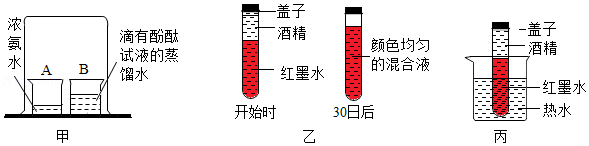 浓
氨
水
A
B
滴有酚酞
试液的蒸
馏水
甲
盖子
酒精
红墨水
开始时
颜色均匀
的混合液
30日后
乙
盖子
酒精
红墨水
热水
丙